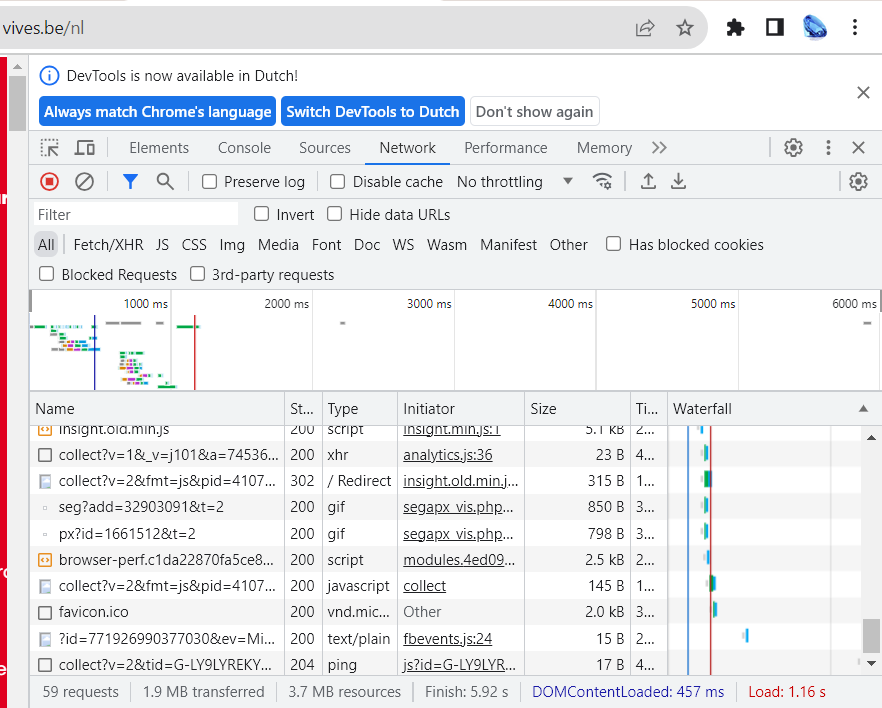 vives.be/nl
DevTools is now available in Dutch!
Always match Chrome's language Switch DevTools to Dutch Don't show again
Elements Console Sources Network Performance Memory
Preserve log Disable cache No throttling
Filter Invert Hide data URLs
All Fetch/XHR JS CSS Img Media Font Doc WS Wasm Manifest Other Has blocked cookies
Blocked Requests 3rd-party requests
1000 ms 2000 ms 3000 ms 4000 ms 5000 ms 6000 ms
Name St... Type Initiator Size Ti... Waterfall
insight.old.min.js 200 script insight.min.js:1 5.1 kB 2...
collect?v=1&_v=j101&a=74536... 200 xhr analytics.js:36 23 B 4...
collect?v=2&fmt=js&pid=4107... 302 / Redirect insight.old.min.j... 315 B 1...
seg?add=32903091&t=2 200 gif segapx_vis.php... 850 B 3...
px?id=1661512&t=2 200 gif segapx_vis.php... 798 B 3...
browser-perf.c1da22870fa5ce8... 200 script modules.4ed09... 2.5 kB 2...
collect?v=2&fmt=js&pid=4107... 200 javascript collect 145 B 1...
favicon.ico 200 vnd.mic... Other 2.0 kB 3...
?id=771926990377030&ev=Mi... 200 text/plain fbevents.js:24 15 B 2...
collect?v=2&tid=G-LY9LYREKY... 204 ping js?id=G-LY9LYR... 17 B 4...
59 requests 1.9 MB transferred 3.7 MB resources Finish: 5.92 s DOMContentLoaded: 457 ms Load: 1.16 s